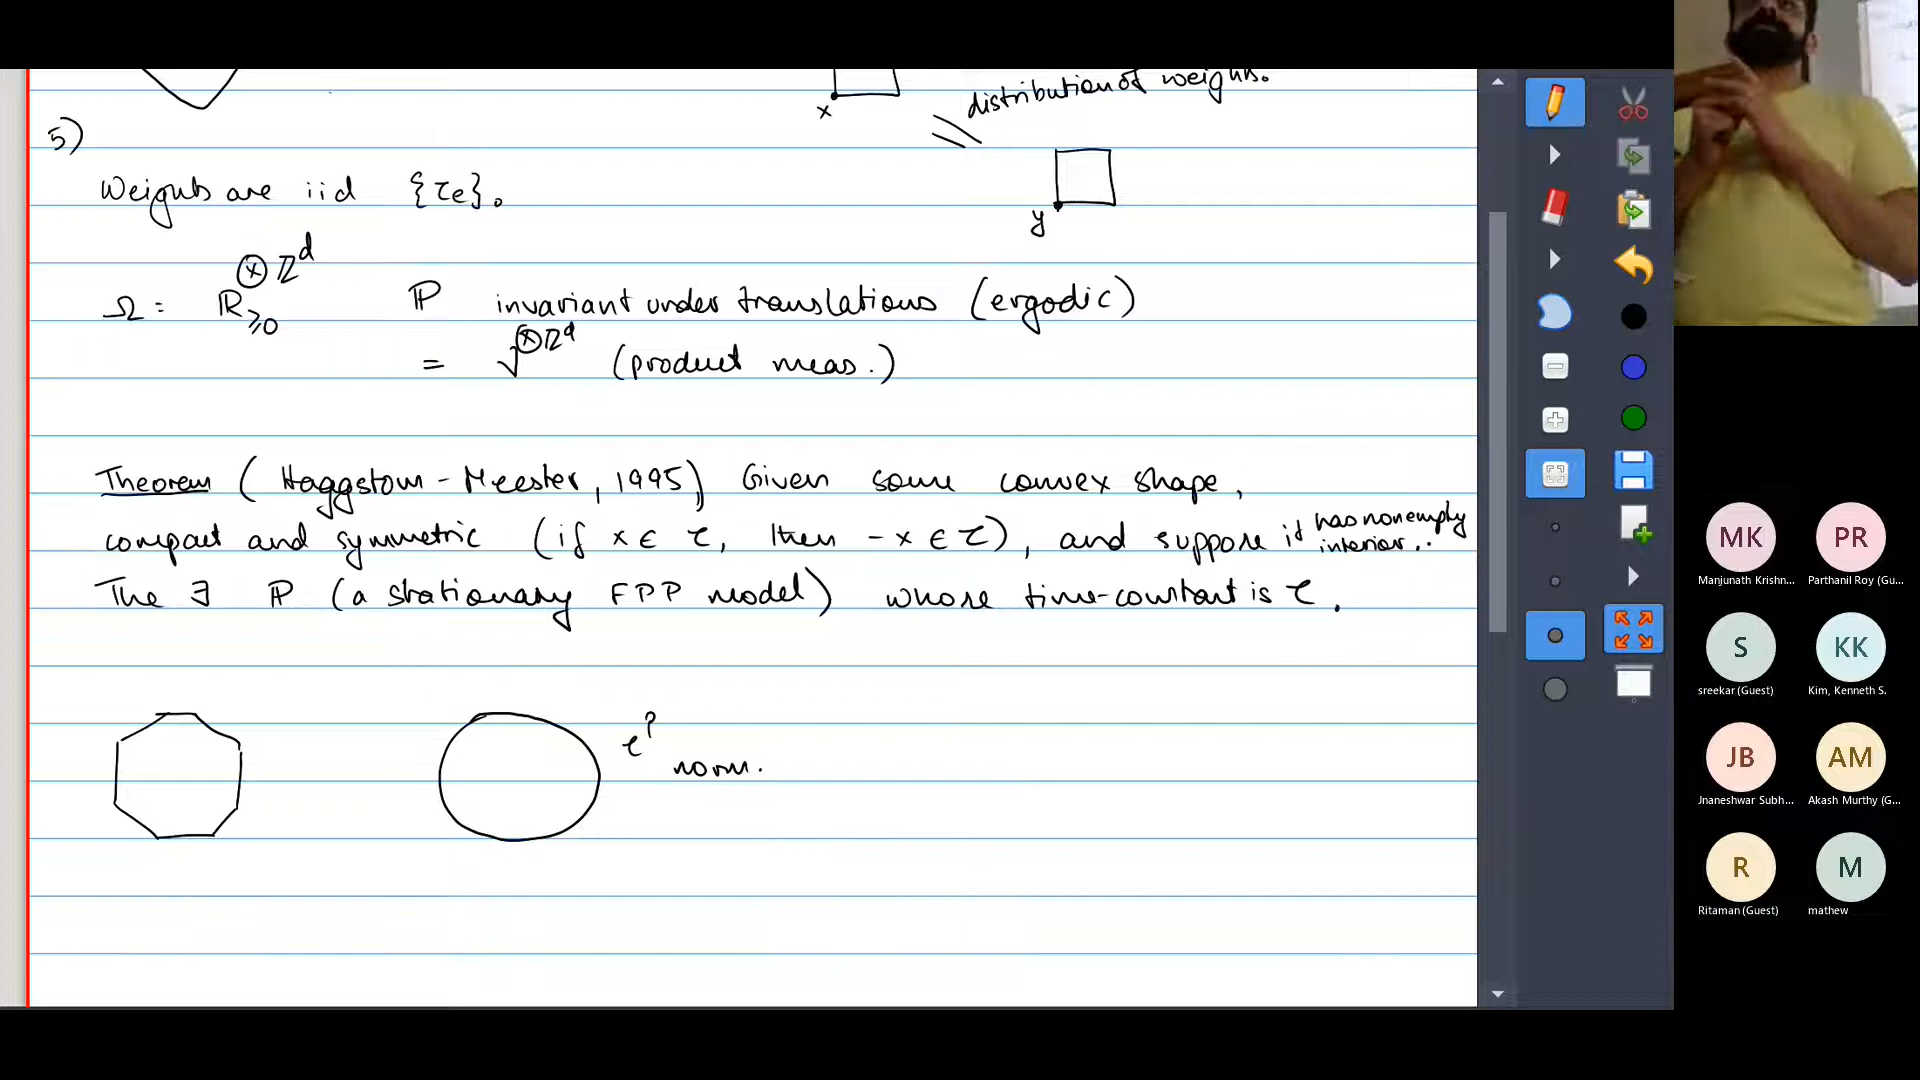 distribution of weights.
x
5)
Weights are iid {τe}.
y
Ω = ℝ≥0^⊗ℤ^d ℙ invariant under translations (ergodic)
= ν^⊗ℤ^d (product meas.)
Theorem (Haggstom - Meester, 1995) Given some convex shape,
compact and symmetric (if x ∈ τ, then -x ∈ τ), and suppose it has nonempty interior..
The ∃ ℙ (a stationary FPP model) whose time-constant is τ.
ℓ^p
norm.
MK
PR
Manjunath Krishn...
Parthanil Roy (Gu...
S
KK
sreekar (Guest)
Kim, Kenneth S.
JB
AM
Jnaneshwar Subh...
Akash Murthy (G...
R
M
Ritaman (Guest)
mathew